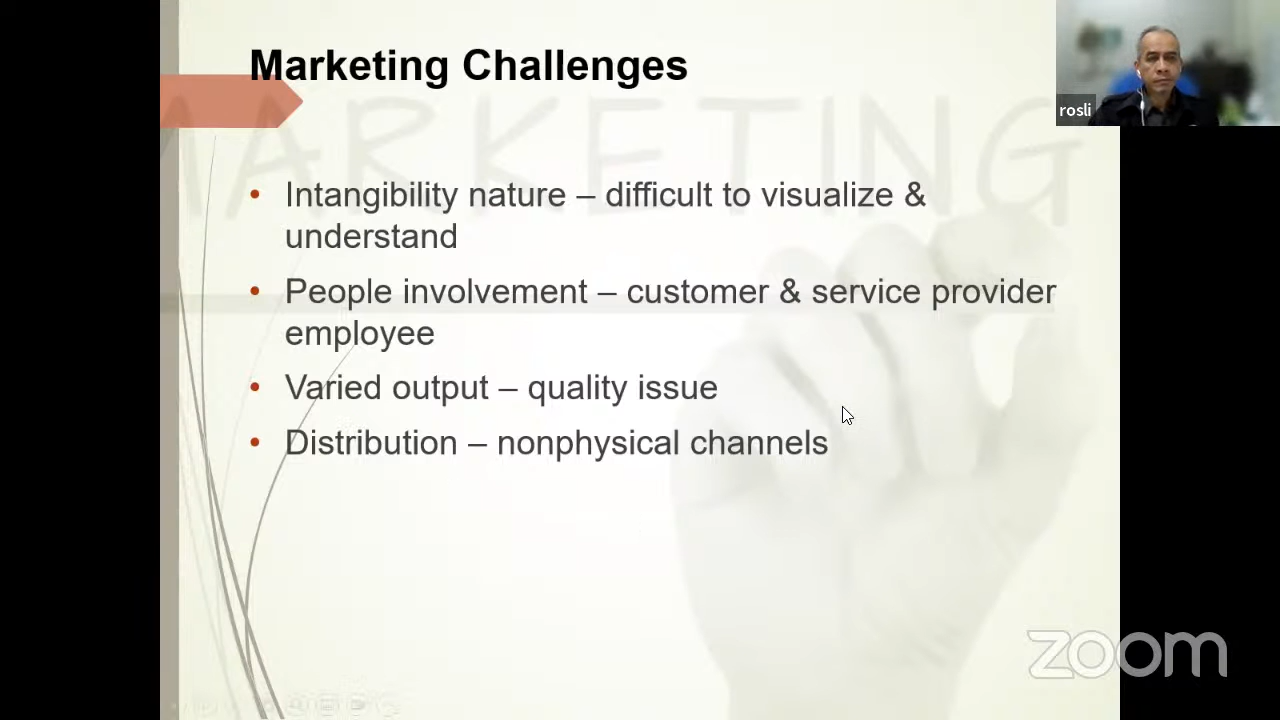 Marketing Challenges
rosli
MARKETING
• Intangibility nature – difficult to visualize &
understand
• People involvement – customer & service provider
employee
• Varied output – quality issue
• Distribution – nonphysical channels
zoom